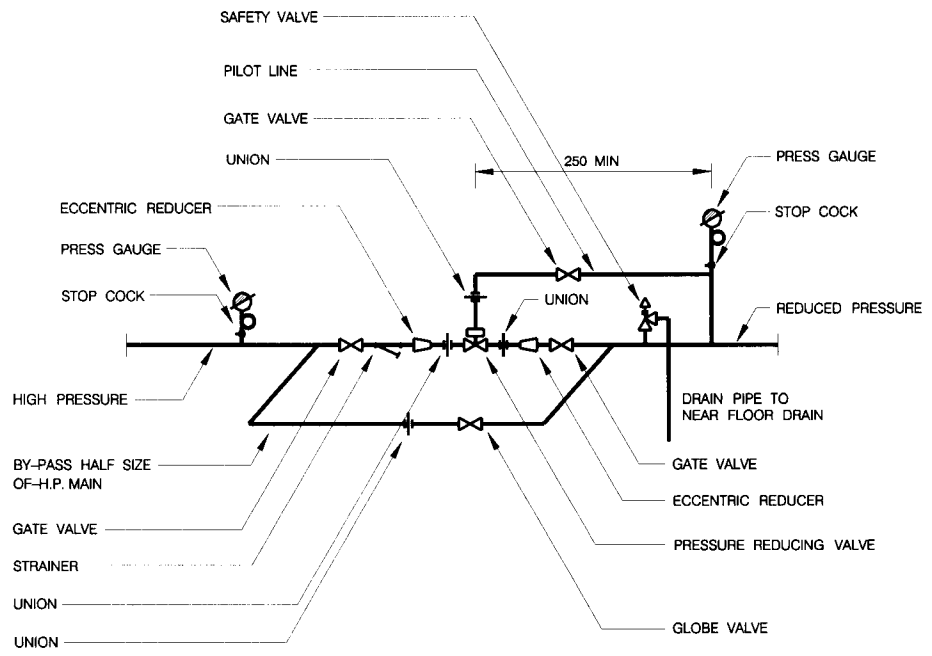 SAFETY VALVE
PILOT LINE
GATE VALVE
UNION
250 MIN
PRESS GAUGE
ECCENTRIC REDUCER
STOP COCK
PRESS GAUGE
STOP COCK
UNION
REDUCED PRESSURE
HIGH PRESSURE
DRAIN PIPE TO
NEAR FLOOR DRAIN
BY-PASS HALF SIZE
OF-H.P. MAIN
GATE VALVE
ECCENTRIC REDUCER
GATE VALVE
PRESSURE REDUCING VALVE
STRAINER
UNION
GLOBE VALVE
UNION